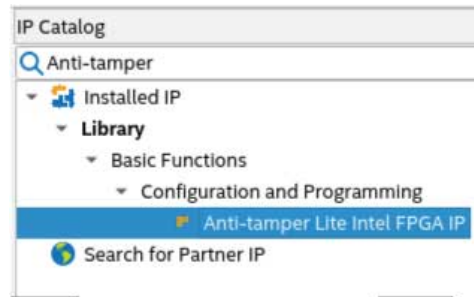 IP Catalog
Anti-tamper
Installed IP
Library
Basic Functions
Configuration and Programming
Anti-tamper Lite Intel FPGA IP
Search for Partner IP